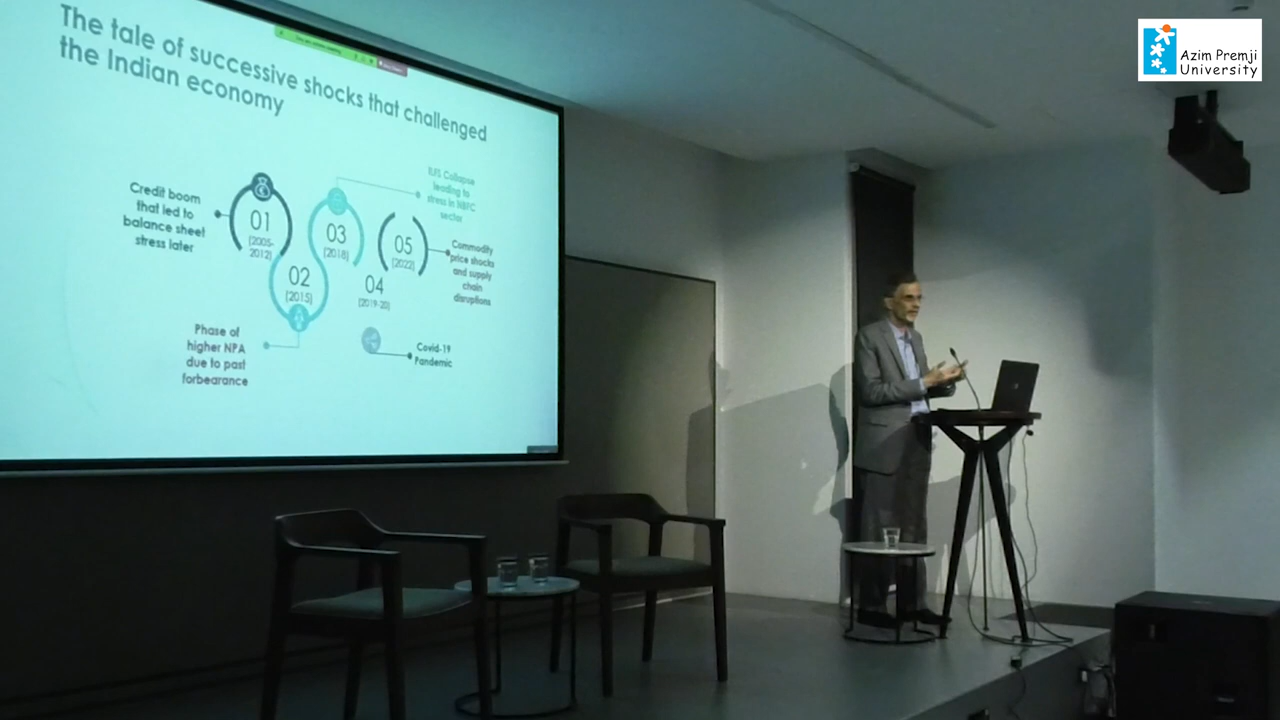 The tale of successive shocks that challenged
the Indian economy
Credit boom
that led to
balance sheet
stress later
01
(2005-
2012)
02
(2015)
Phase of
higher NPA
due to past
forbearance
03
(2018)
IL&FS Collapse
leading to
stress in NBFC
sector
04
(2019-20)
Covid-19
Pandemic
05
(2022)
Commodity
price shocks
and supply
chain
disruptions
Azim Premji
University